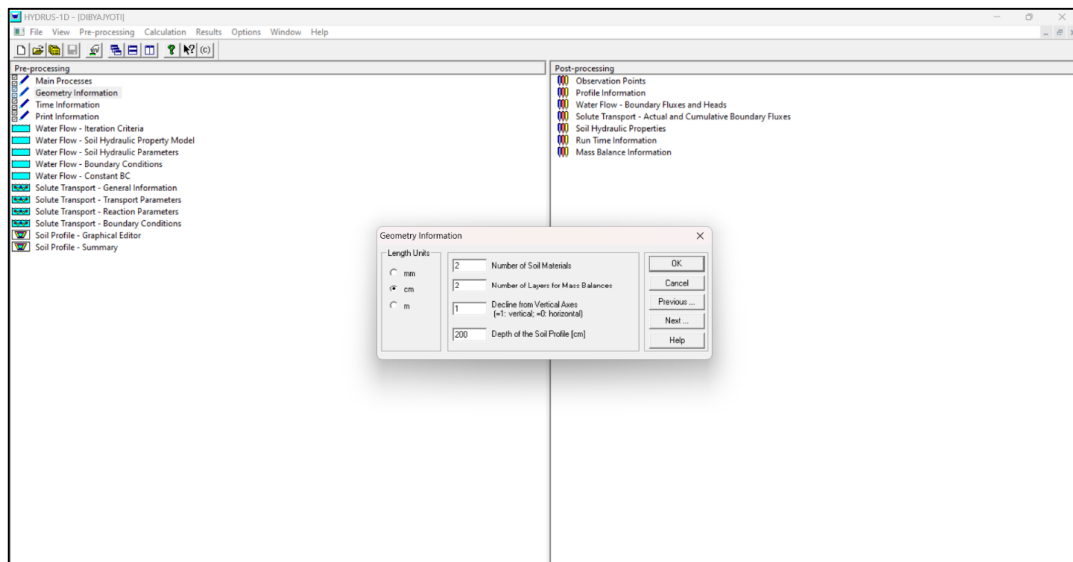 HYDRUS-1D - [DIBYAJYOTI]
File View Pre-processing Calculation Results Options Window Help
Pre-processing
Main Processes
Geometry Information
Time Information
Print Information
Water Flow - Iteration Criteria
Water Flow - Soil Hydraulic Property Model
Water Flow - Soil Hydraulic Parameters
Water Flow - Boundary Conditions
Water Flow - Constant BC
Solute Transport - General Information
Solute Transport - Transport Parameters
Solute Transport - Reaction Parameters
Solute Transport - Boundary Conditions
Soil Profile - Graphical Editor
Soil Profile - Summary
Post-processing
Observation Points
Profile Information
Water Flow - Boundary Fluxes and Heads
Solute Transport - Actual and Cumulative Boundary Fluxes
Soil Hydraulic Properties
Run Time Information
Mass Balance Information
Geometry Information
Length Units
mm
cm
m
2 Number of Soil Materials
2 Number of Layers for Mass Balances
1 Decline from Vertical Axes
(=1: vertical; =0: horizontal)
200 Depth of the Soil Profile [cm]
OK
Cancel
Previous ...
Next ...
Help